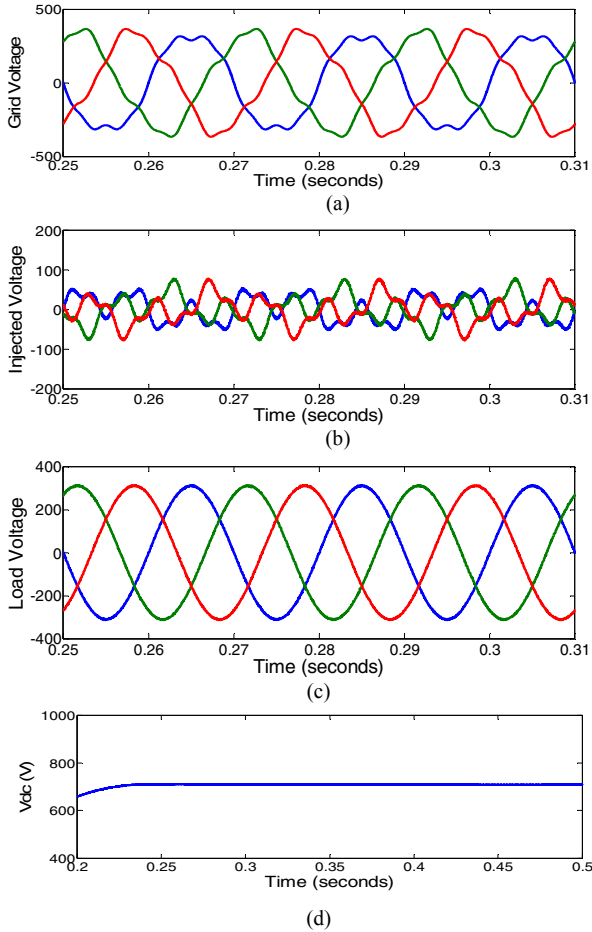 500
0
-500
Grid Voltage
0.25 0.26 0.27 0.28 0.29 0.3 0.31
Time (seconds)
(a)
200
100
0
-100
-200
Injected Voltage
0.25 0.26 0.27 0.28 0.29 0.3 0.31
Time (seconds)
(b)
400
200
0
-200
-400
Load Voltage
0.25 0.26 0.27 0.28 0.29 0.3 0.31
Time (seconds)
(c)
1000
800
600
400
Vdc (V)
0.2 0.25 0.3 0.35 0.4 0.45 0.5
Time (seconds)
(d)